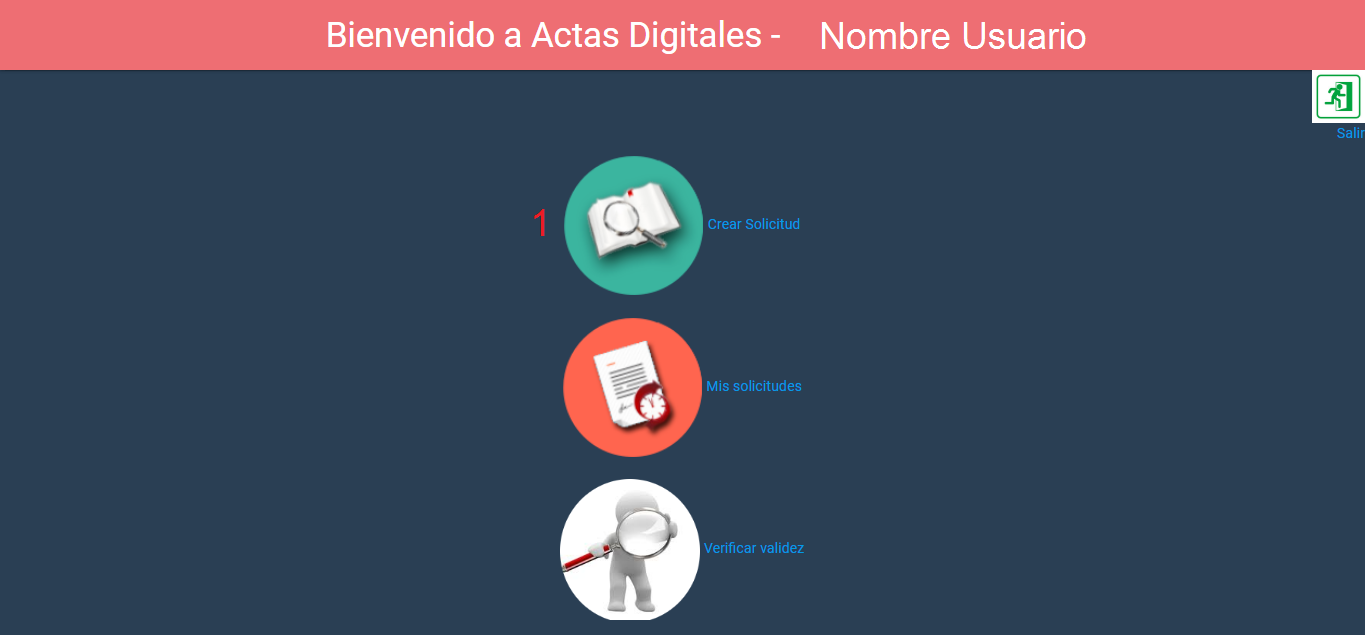 Bienvenido a Actas Digitales - Nombre Usuario
Salir
1 Crear Solicitud
Mis solicitudes
Verificar validez